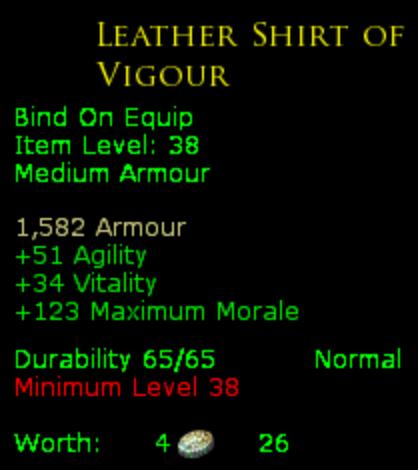 Leather Shirt of
Vigour
Bind On Equip
Item Level: 38
Medium Armour
1,582 Armour
+51 Agility
+34 Vitality
+123 Maximum Morale
Durability 65/65 Normal
Minimum Level 38
Worth: 4 26